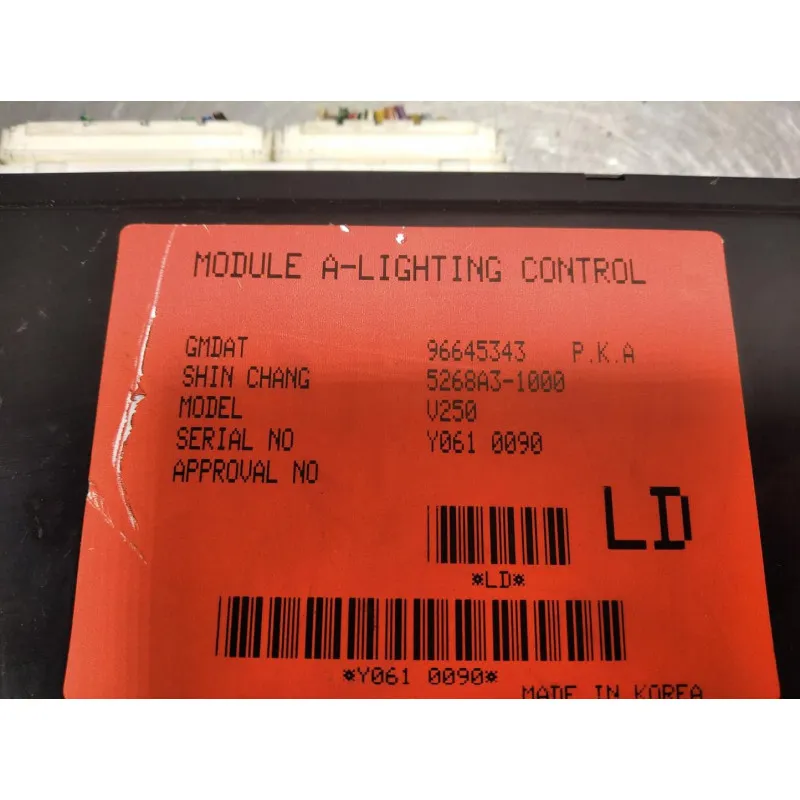 MODULE A-LIGHTING CONTROL
GMDAT 96645343 P.K.A
SHIN CHANG 5268A3-1000
MODEL V250
SERIAL NO Y061 0090
APPROVAL NO
LD
*LD*
*Y061 0090*
MADE IN KOREA